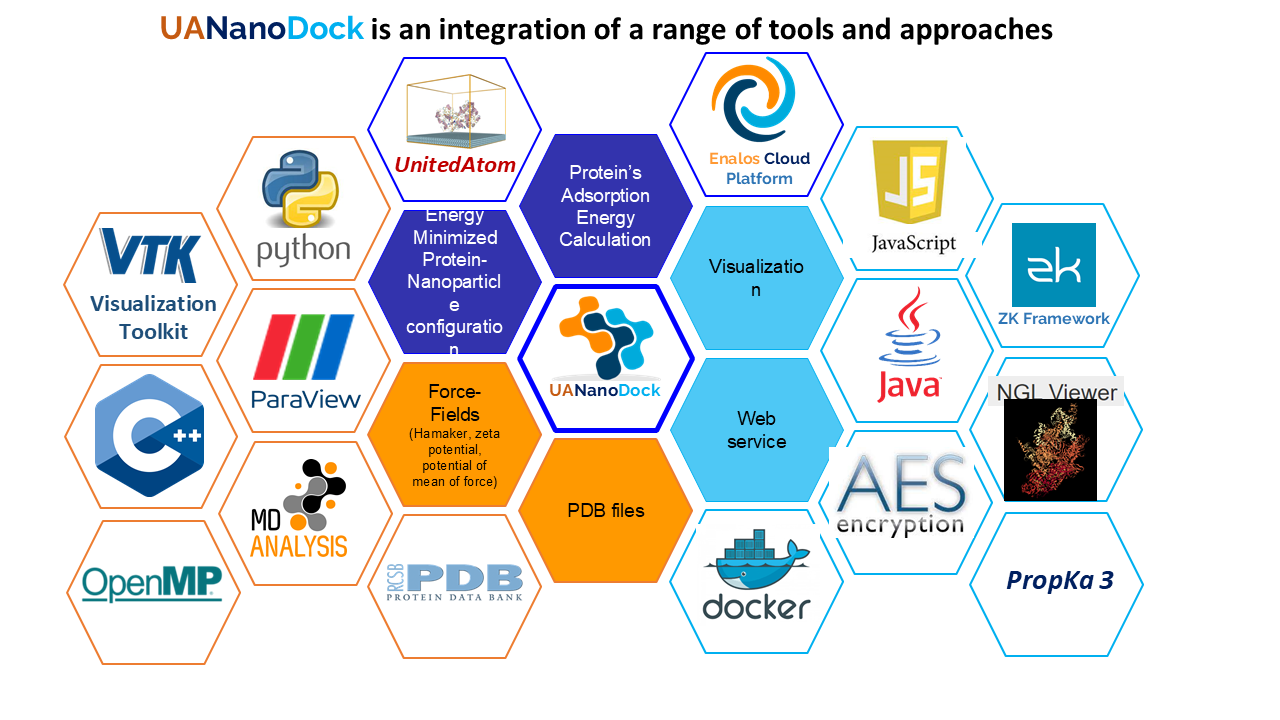 UANanoDock is an integration of a range of tools and approaches
UnitedAtom
Enalos Cloud
Platform
python
Protein's
Adsorption
Energy
Calculation
JS
JavaScript
VTK
Visualization
Toolkit
Energy
Minimized
Protein-
Nanoparticl
e
configuratio
n
Visualizatio
n
zk
ZK Framework
ParaView
UANanoDock
Java
C++
Force-
Fields
(Hamaker, zeta
potential,
potential of
mean of force)
Web
service
NGL Viewer
MD
ANALYSIS
PDB files
AES
encryption
OpenMP
RCSB
PDB
PROTEIN DATA BANK
docker
PropKa 3